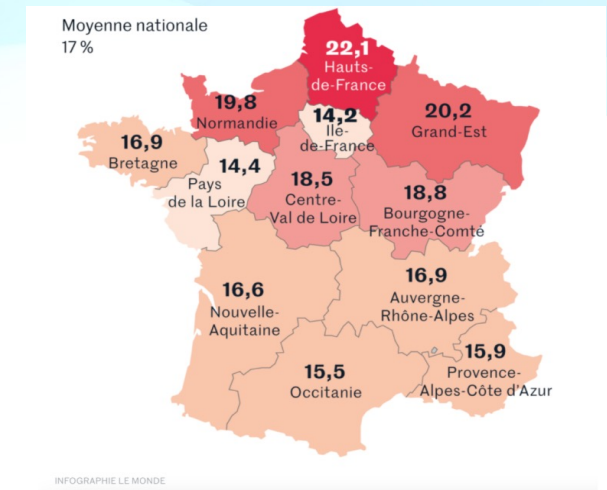 Moyenne nationale
17 %
22,1
Hauts-
de-France
19,8
Normandie
14,2
Ile-
de-France
20,2
Grand-Est
16,9
Bretagne
14,4
Pays
de la Loire
18,5
Centre-
Val de Loire
18,8
Bourgogne-
Franche-Comté
16,6
Nouvelle-
Aquitaine
16,9
Auvergne-
Rhône-Alpes
15,5
Occitanie
15,9
Provence-
Alpes-Côte d'Azur
INFOGRAPHIE LE MONDE